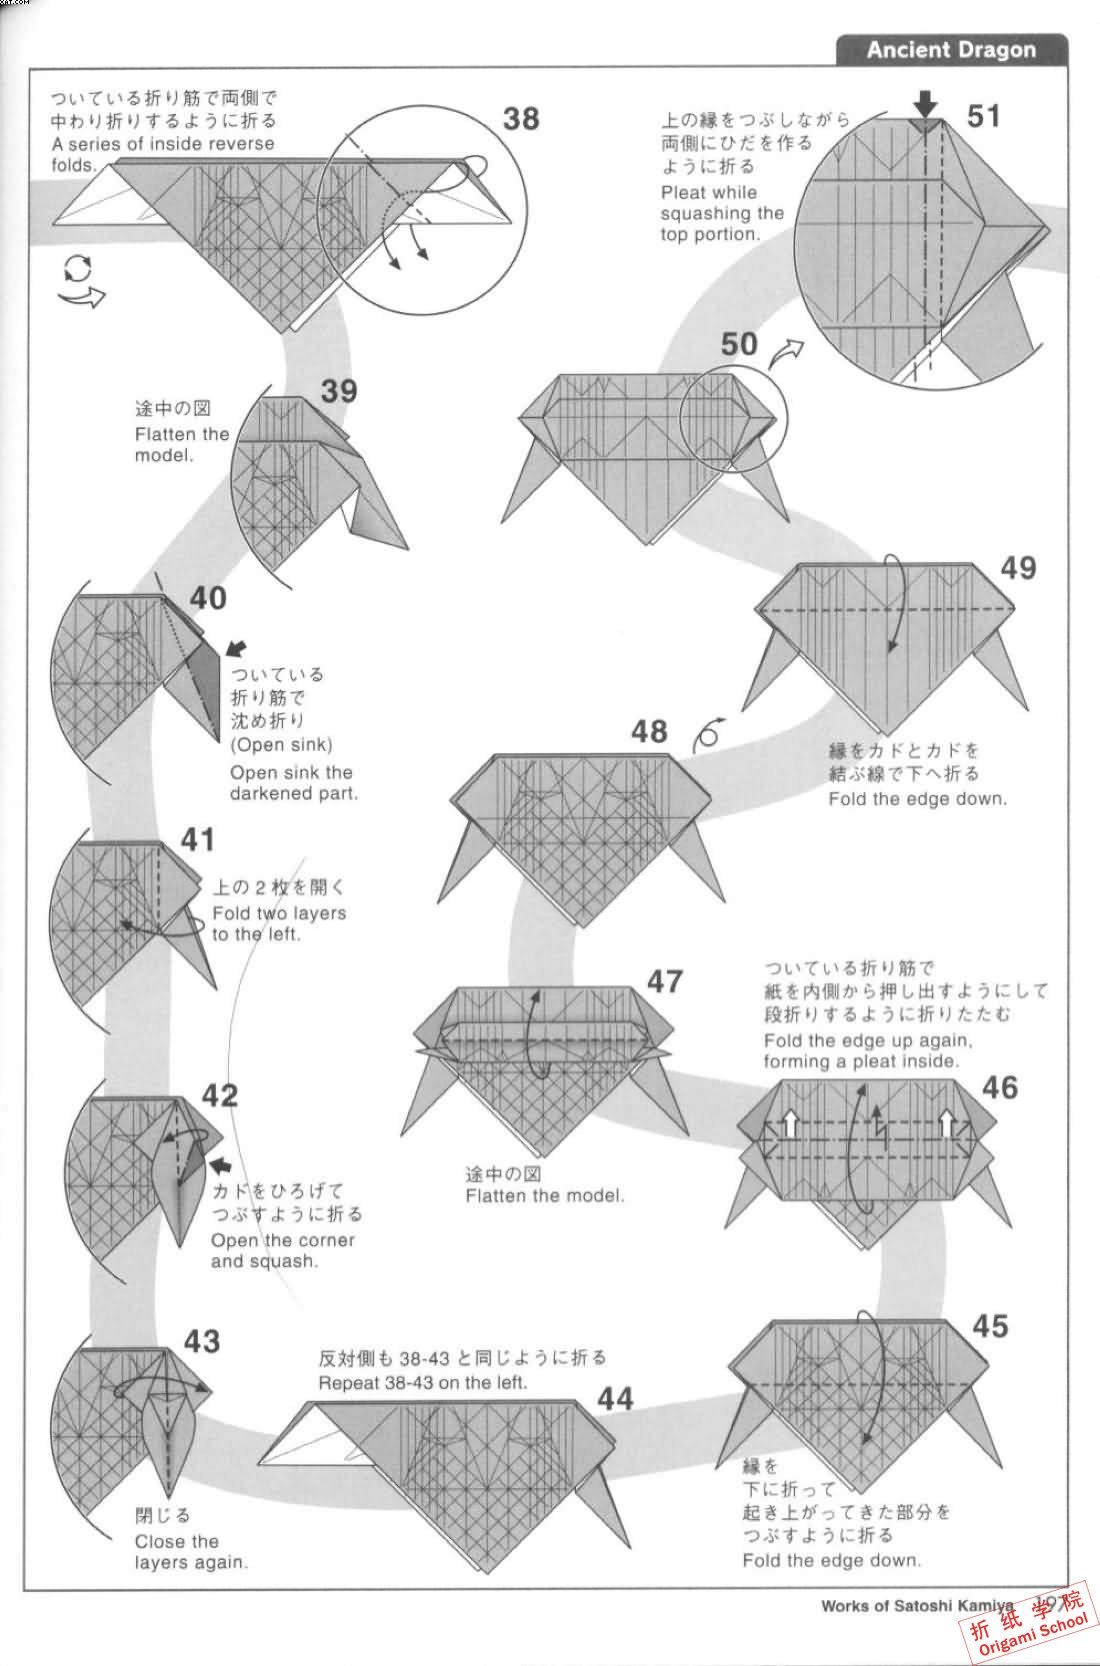 Ancient Dragon
ついている折り筋で両側で
中わり折りするように折る
A series of inside reverse
folds.
38
39
途中の図
Flatten the
model.
40
ついている
折り筋で
沈め折り
(Open sink)
Open sink the
darkened part.
41
上の2枚を開く
Fold two layers
to the left.
42
カドをひろげて
つぶすように折る
Open the corner
and squash.
43
閉じる
Close the
layers again.
反対側も 38-43 と同じように折る
Repeat 38-43 on the left.
44
45
縁を
下に折って
起き上がってきた部分を
つぶすように折る
Fold the edge down.
ついている折り筋で
紙を内側から押し出すようにして
段折りするように折りたたむ
Fold the edge up again,
forming a pleat inside.
46
47
途中の図
Flatten the model.
48
49
縁をカドとカドを
結ぶ線で下へ折る
Fold the edge down.
50
51
上の縁をつぶしながら
両側にひだを作る
ように折る
Pleat while
squashing the
top portion.
Works of Satoshi Kamiya 197
折纸学院
Origami School